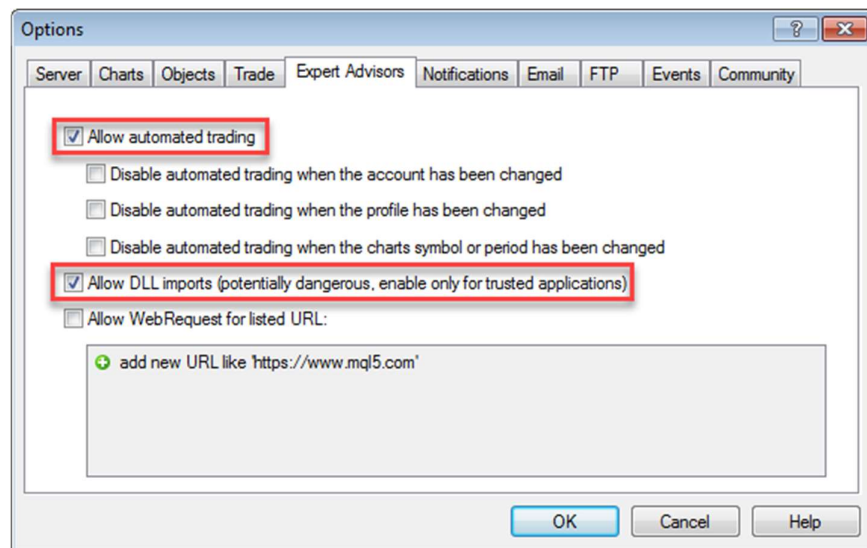 Options
Server Charts Objects Trade Expert Advisors Notifications Email FTP Events Community
Allow automated trading
Disable automated trading when the account has been changed
Disable automated trading when the profile has been changed
Disable automated trading when the charts symbol or period has been changed
Allow DLL imports (potentially dangerous, enable only for trusted applications)
Allow WebRequest for listed URL:
add new URL like 'https://www.mql5.com'
OK Cancel Help